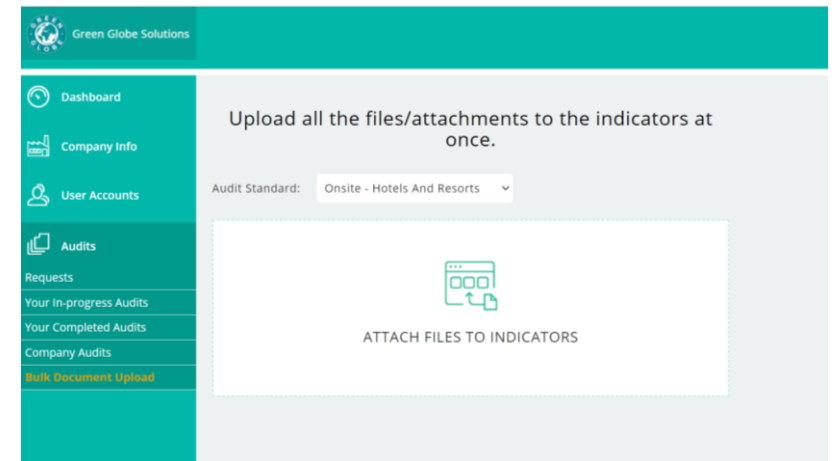 GREEN GLOBE
Green Globe Solutions
Dashboard
Company Info
User Accounts
Audits
Requests
Your In-progress Audits
Your Completed Audits
Company Audits
Bulk Document Upload
Upload all the files/attachments to the indicators at
once.
Audit Standard: Onsite - Hotels And Resorts
ATTACH FILES TO INDICATORS